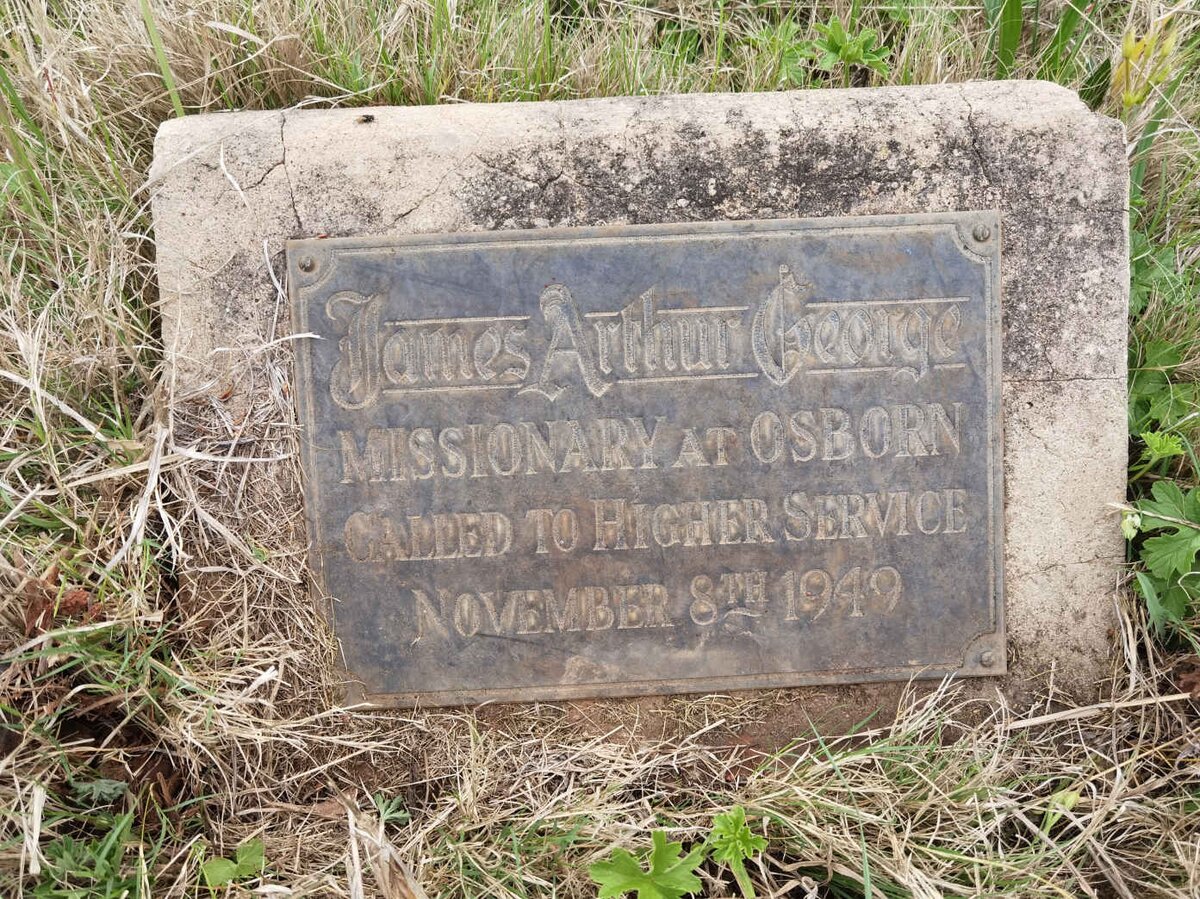 James Arthur George
MISSIONARY AT OSBORN
CALLED TO HIGHER SERVICE
NOVEMBER 8TH 1949